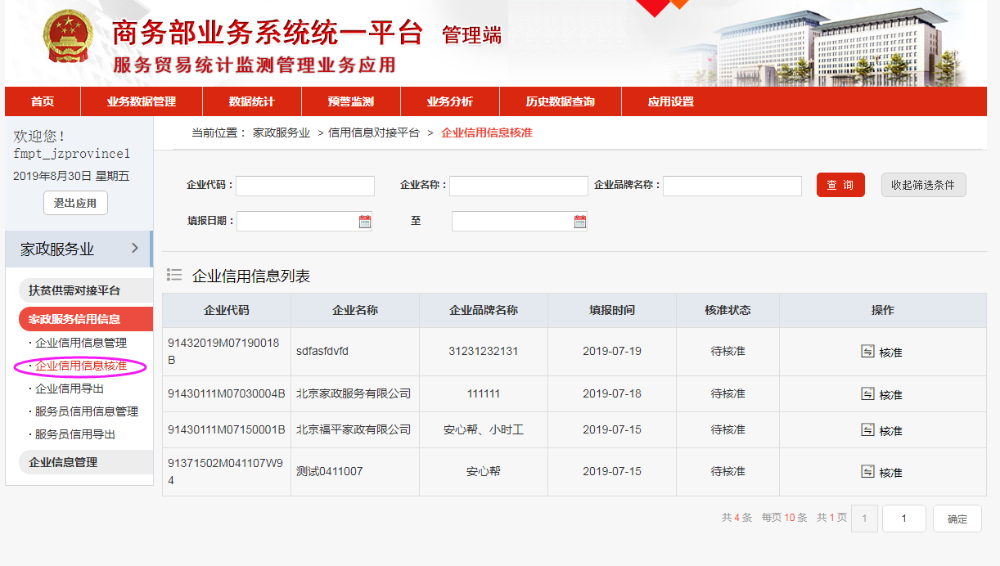 商务部业务系统统一平台 管理端
服务贸易统计监测管理业务应用
首页 业务数据管理 数据统计 预警监测 业务分析 历史数据查询 应用设置
欢迎您!
fmpt_jzprovince1
2019年8月30日 星期五
退出应用
家政服务业
扶贫供需对接平台
家政服务信用信息
·企业信用信息管理
·企业信用信息核准
·企业信用导出
·服务员信用信息管理
·服务员信用导出
企业信息管理
当前位置： 家政服务业 > 信用信息对接平台 > 企业信用信息核准
企业代码： 企业名称： 企业品牌名称： 查 询 收起筛选条件
填报日期： 至
企业信用信息列表
企业代码 企业名称 企业品牌名称 填报时间 核准状态 操作
91432019M07190018
B
sdfasfdvfd 31231232131 2019-07-19 待核准 核准
91430111M07030004B 北京家政服务有限公司 111111 2019-07-18 待核准 核准
91430111M07150001B 北京福平家政有限公司 安心帮、小时工 2019-07-15 待核准 核准
91371502M041107W9
4
测试0411007 安心帮 2019-07-15 待核准 核准
共 4 条 每页 10 条 共 1 页 1 1 确定